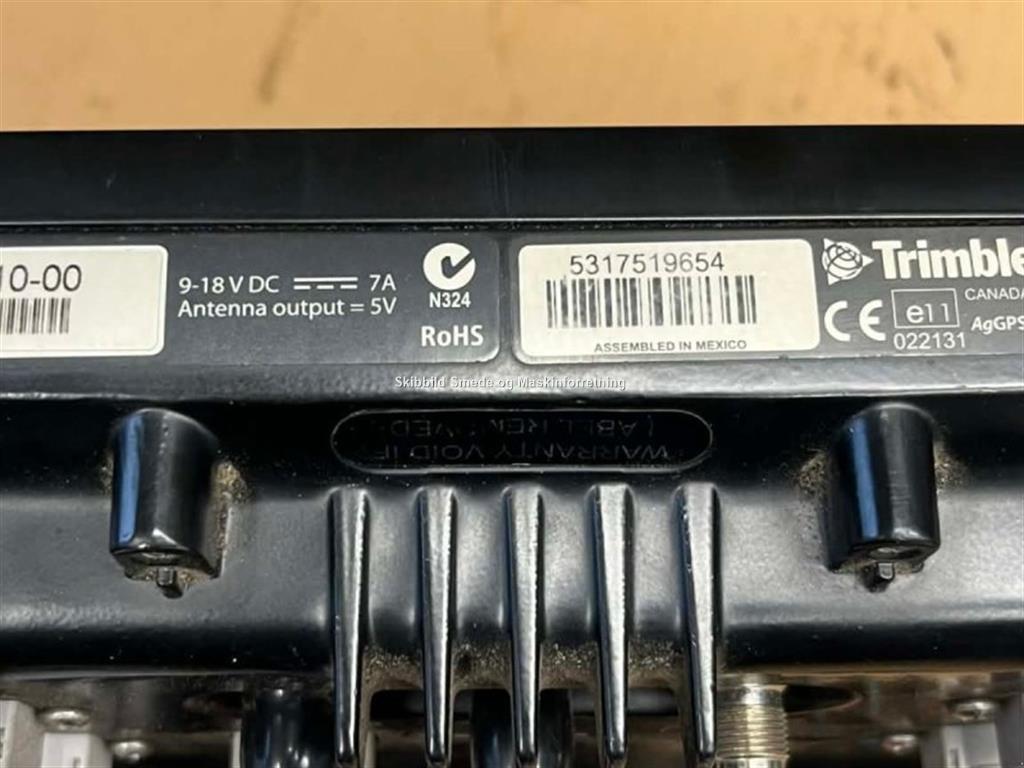 10-00
9-18 V DC 7A
Antenna output = 5V
N324
RoHS
5317519654
ASSEMBLED IN MEXICO
Trimble
CANADA
e11
AgGPS
022131
CE
Skibbild Smede og Maskinforretning
WARRANTY VOID IF
LABEL REMOVED